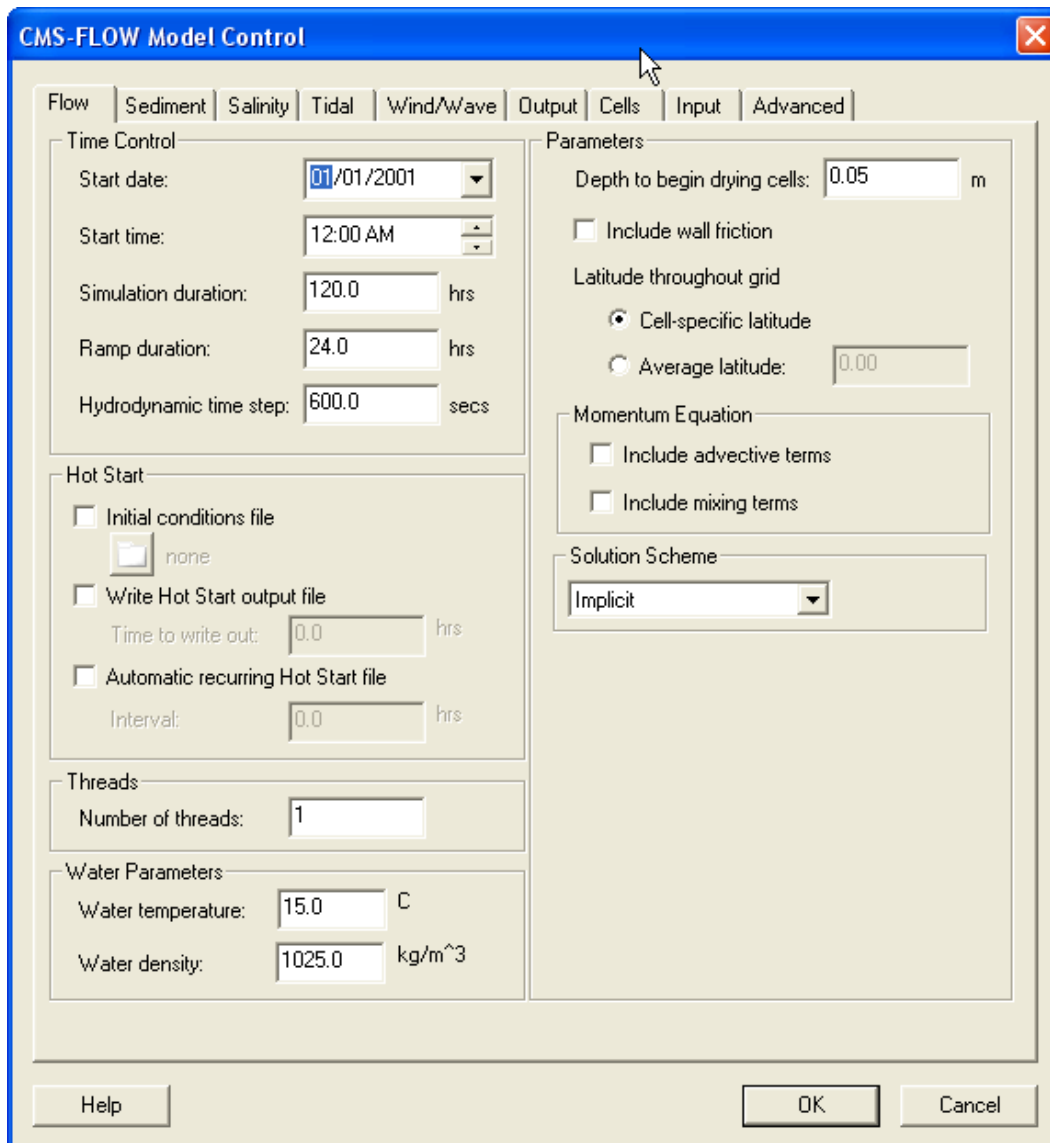 CMS-FLOW Model Control
Flow Sediment Salinity Tidal Wind/Wave Output Cells Input Advanced
Time Control
Start date: 01/01/2001
Start time: 12:00 AM
Simulation duration: 120.0 hrs
Ramp duration: 24.0 hrs
Hydrodynamic time step: 600.0 secs
Hot Start
Initial conditions file
none
Write Hot Start output file
Time to write out: 0.0 hrs
Automatic recurring Hot Start file
Interval: 0.0 hrs
Threads
Number of threads: 1
Water Parameters
Water temperature: 15.0 C
Water density: 1025.0 kg/m^3
Parameters
Depth to begin drying cells: 0.05 m
Include wall friction
Latitude throughout grid
Cell-specific latitude
Average latitude: 0.00
Momentum Equation
Include advective terms
Include mixing terms
Solution Scheme
Implicit
Help OK Cancel